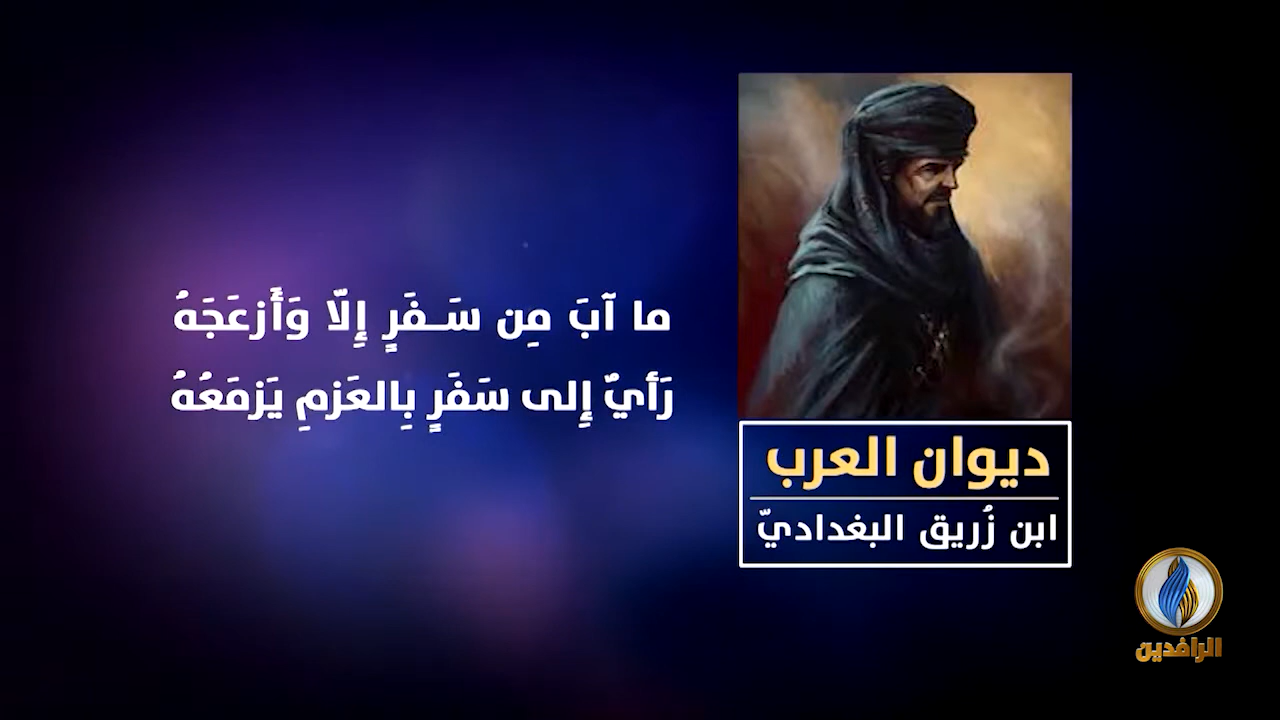 ما آبَ مِن سَـفَرٍ إِلّا وَأَزعَجَهُ
رَأيٌ إِلى سَفَرٍ بِالعَزمِ يَزمَعُهُ
ديوان العرب
ابن زُريق البغداديّ
الرافدين